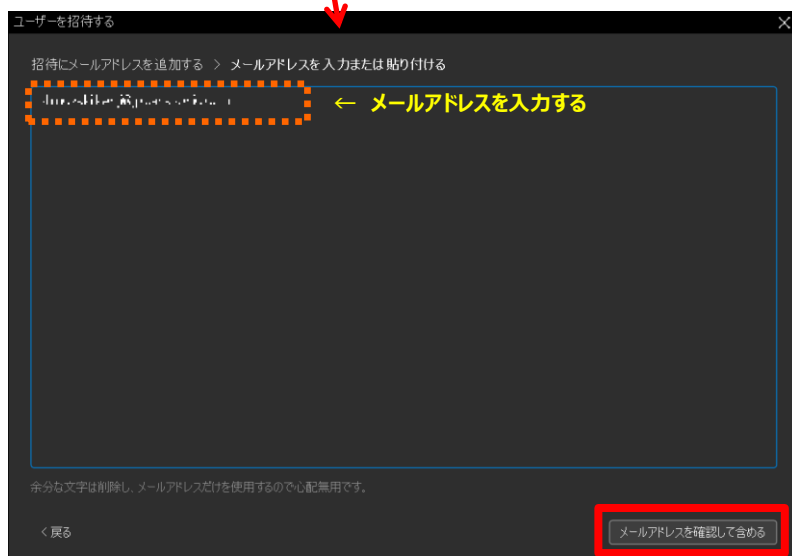 ユーザーを招待する
招待にメールアドレスを追加する > メールアドレスを入力または貼り付ける
← メールアドレスを入力する
余分な文字は削除し、メールアドレスだけを使用するので心配無用です。
< 戻る
メールアドレスを確認して含める